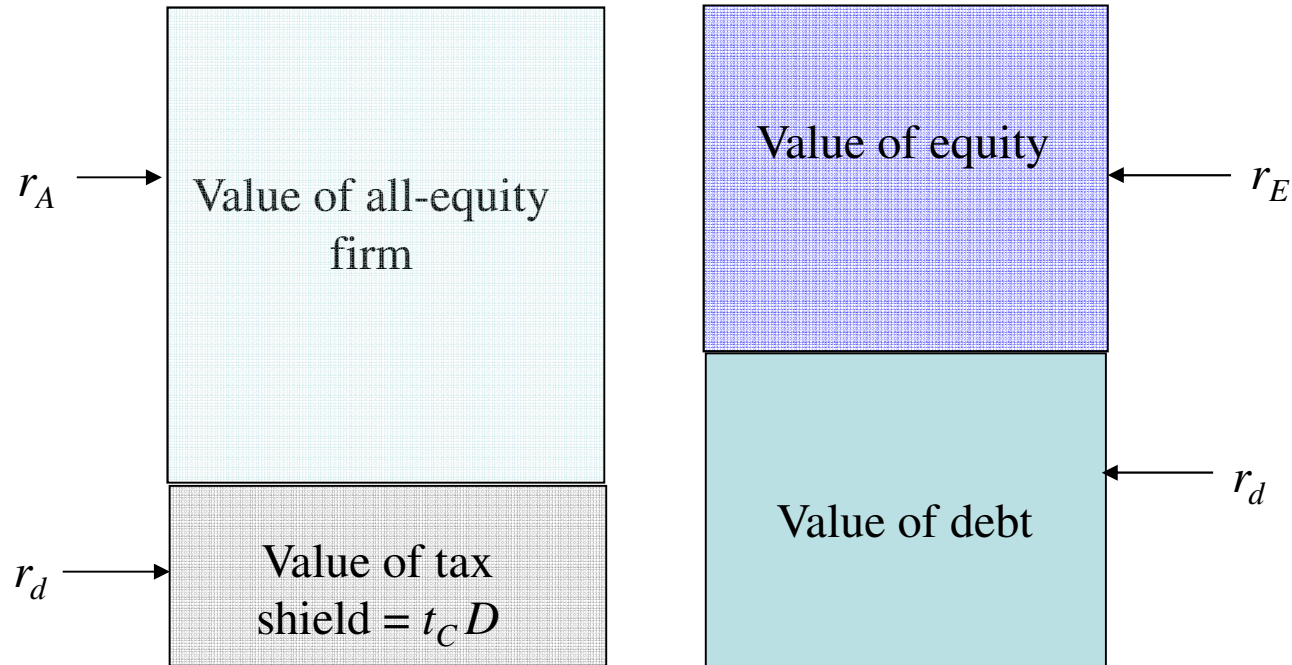 r_A
Value of all-equity
firm
r_d
Value of tax
shield = t_C D
Value of equity
r_E
Value of debt
r_d